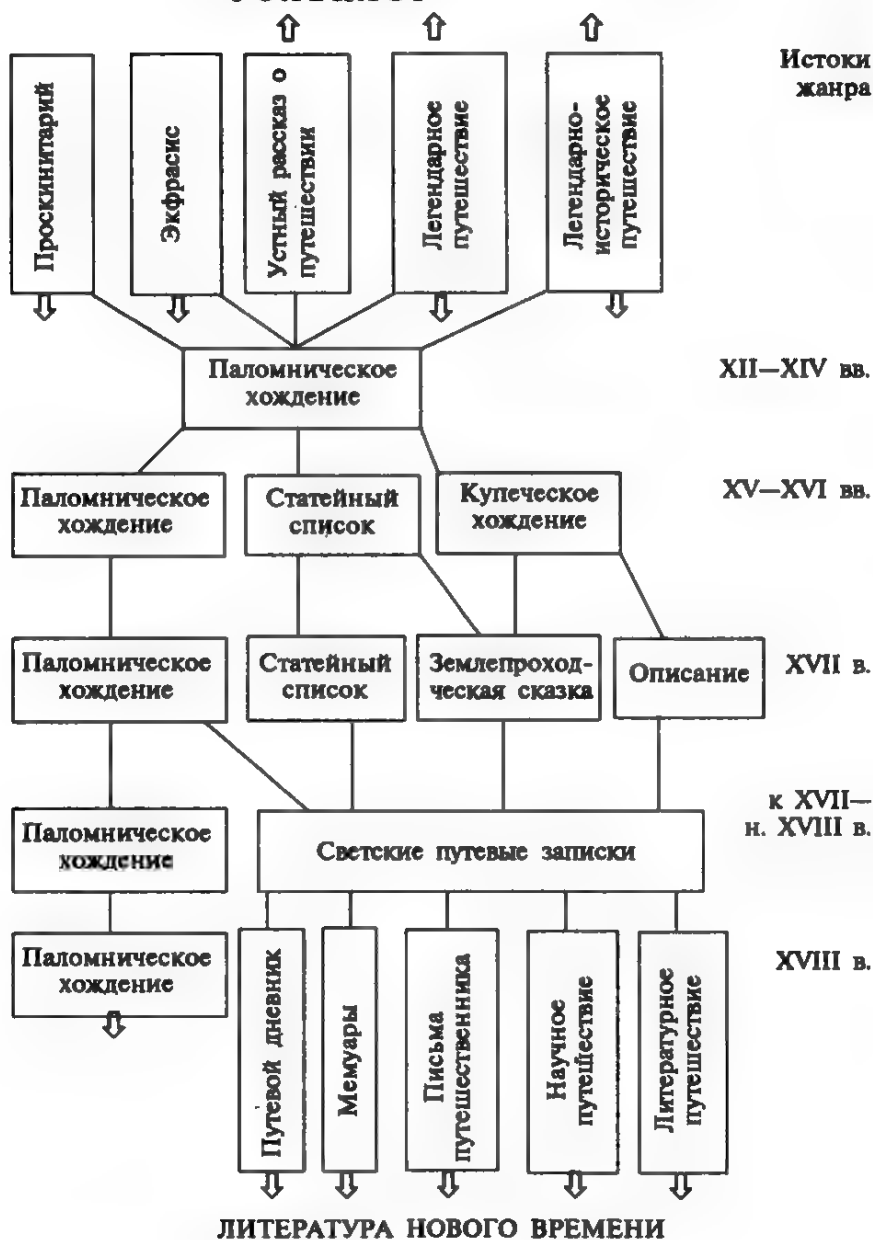 Истоки
жанра
Проскинитарий
Экфрасис
Устный рассказ о
путешествии
Легендарное
путешествие
Легендарно-
историческое
путешествие
Паломническое
хождение
XII—XIV вв.
Паломническое
хождение
Статейный
список
Купеческое
хождение
XV—XVI вв.
Паломническое
хождение
Статейный
список
Землепроход-
ческая сказка
Описание
XVII в.
Паломническое
хождение
Светские путевые записки
к XVII—
н. XVIII в.
Паломническое
хождение
XVIII в.
Путевой дневник
Мемуары
Письма
путешественника
Научное
путешествие
Литературное
путешествие
ЛИТЕРАТУРА НОВОГО ВРЕМЕНИ